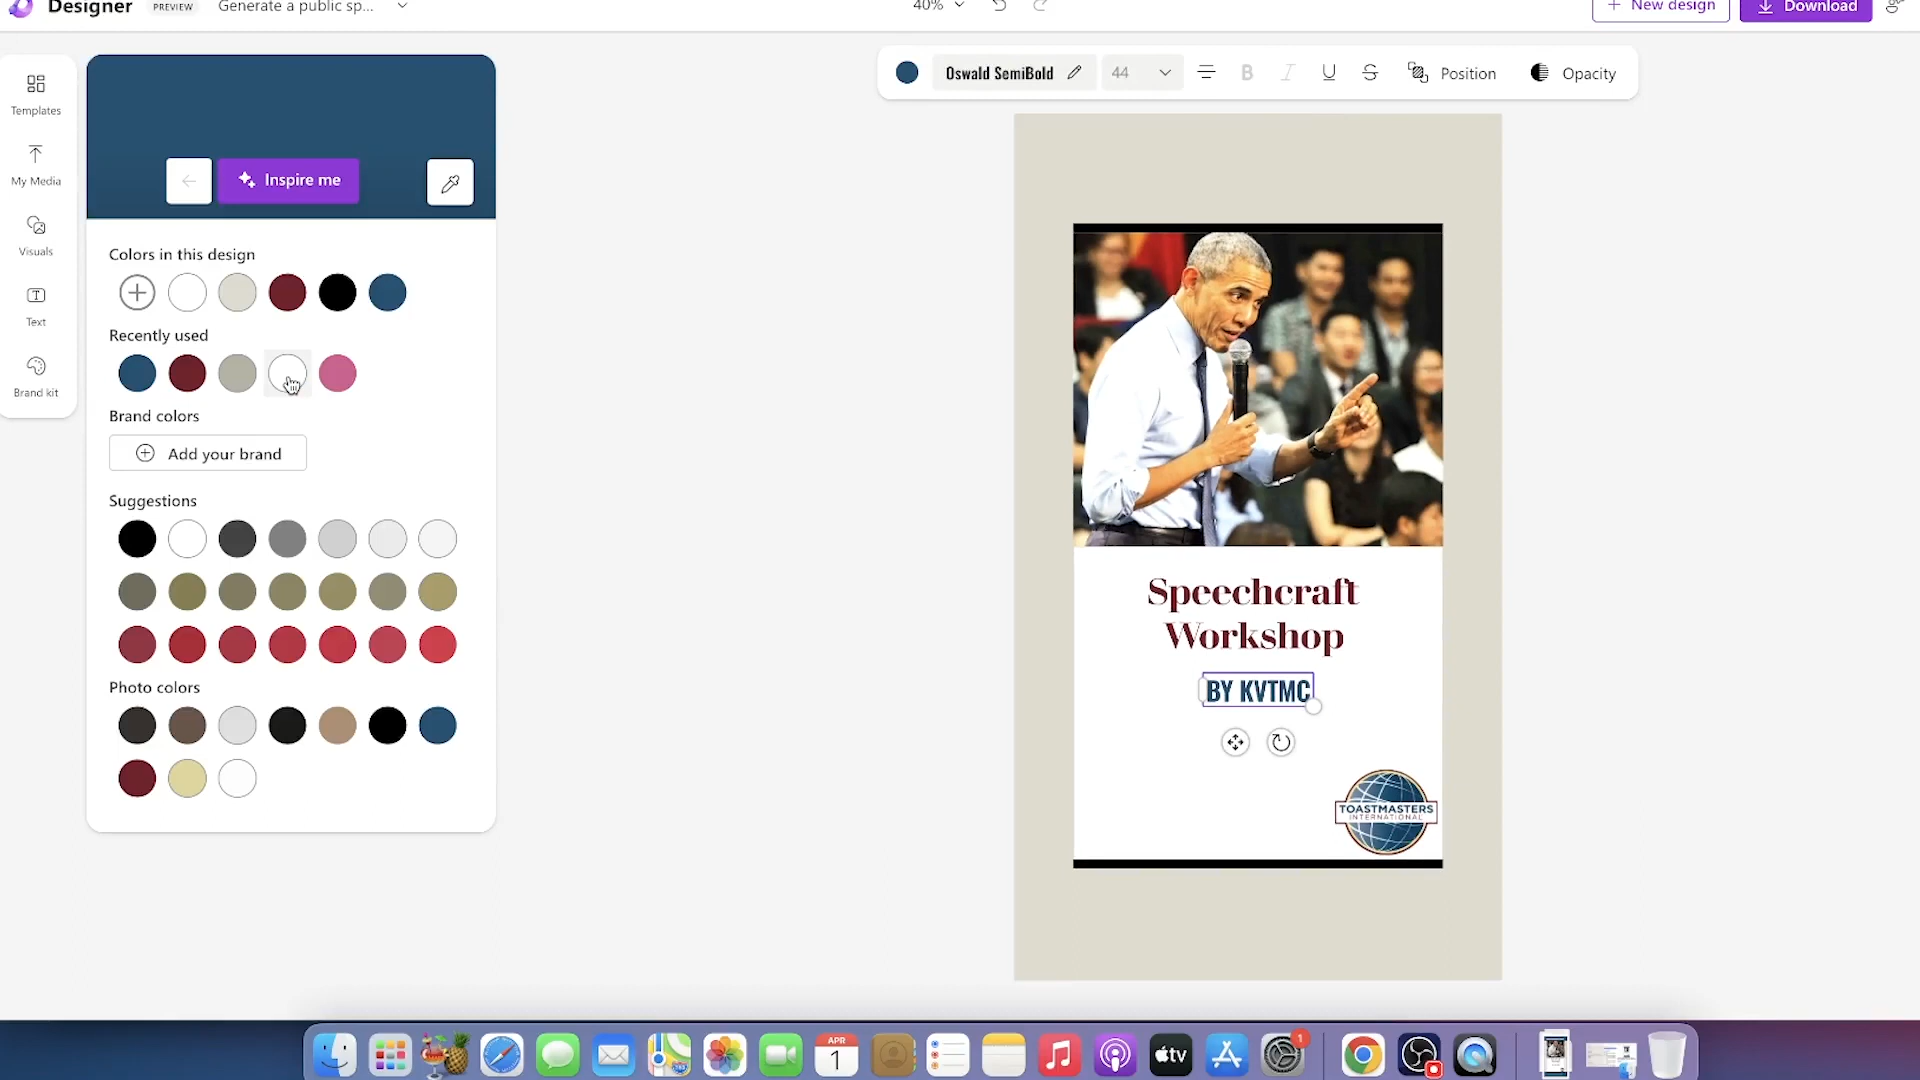 Designer PREVIEW Generate a public sp...
40%
New design
Download
Templates
My Media
Visuals
Text
Brand kit
Inspire me
Colors in this design
Recently used
Brand colors
Add your brand
Suggestions
Photo colors
Oswald SemiBold
44
B I U S
Position
Opacity
Speechcraft
Workshop
BY KVTMC
TOASTMASTERS
INTERNATIONAL
APR
1
tv
1